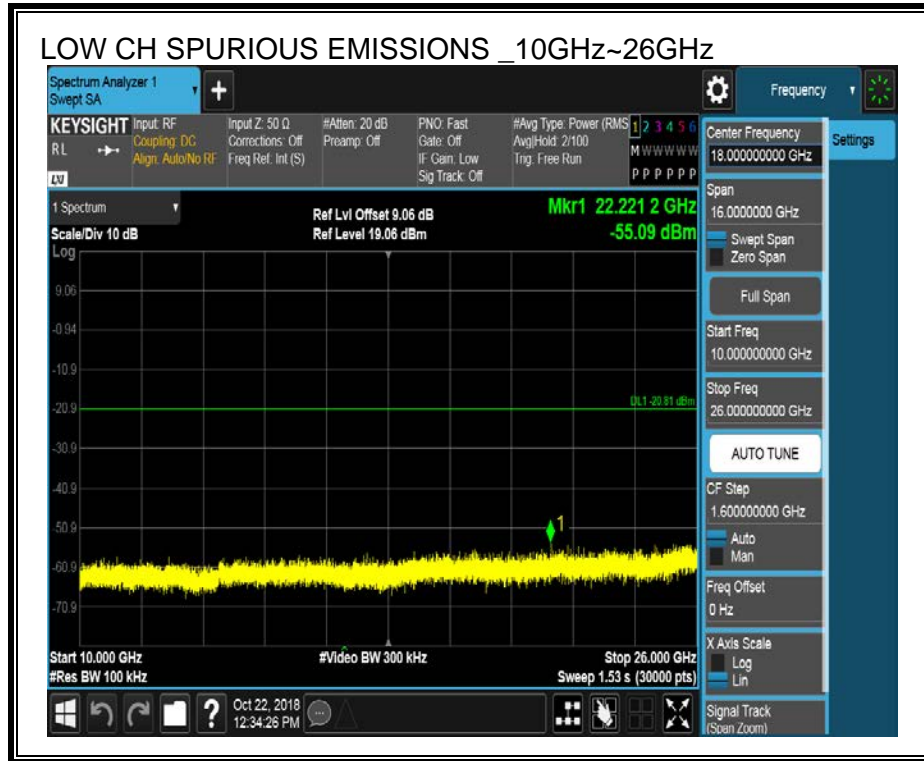 LOW CH SPURIOUS EMISSIONS _10GHz~26GHz
Spectrum Analyzer 1
Swept SA
+
Frequency
KEYSIGHT
RL
LXI
Input: RF
Coupling: DC
Align: Auto/No RF
Input Z: 50 Ω
Corrections: Off
Freq Ref: Int (S)
#Atten: 20 dB
Preamp: Off
PNO: Fast
Gate: Off
IF Gain: Low
Sig Track: Off
#Avg Type: Power (RMS
Avg|Hold: 2/100
Trig: Free Run
1 2 3 4 5 6
M W W W W W
P P P P P P
1 Spectrum
Scale/Div 10 dB
Ref Lvl Offset 9.06 dB
Ref Level 19.06 dBm
Mkr1 22.221 2 GHz
-55.09 dBm
Log
9.06
-0.94
-10.9
-20.9
DL1 -20.81 dBm
-30.9
-40.9
-50.9
1
-60.9
-70.9
Start 10.000 GHz
#Res BW 100 kHz
#Video BW 300 kHz
Stop 26.000 GHz
Sweep 1.53 s (30000 pts)
?
Oct 22, 2018
12:34:26 PM
Center Frequency
18.000000000 GHz
Settings
Span
16.0000000 GHz
Swept Span
Zero Span
Full Span
Start Freq
10.000000000 GHz
Stop Freq
26.000000000 GHz
AUTO TUNE
CF Step
1.600000000 GHz
Auto
Man
Freq Offset
0 Hz
X Axis Scale
Log
Lin
Signal Track
(Span Zoom)